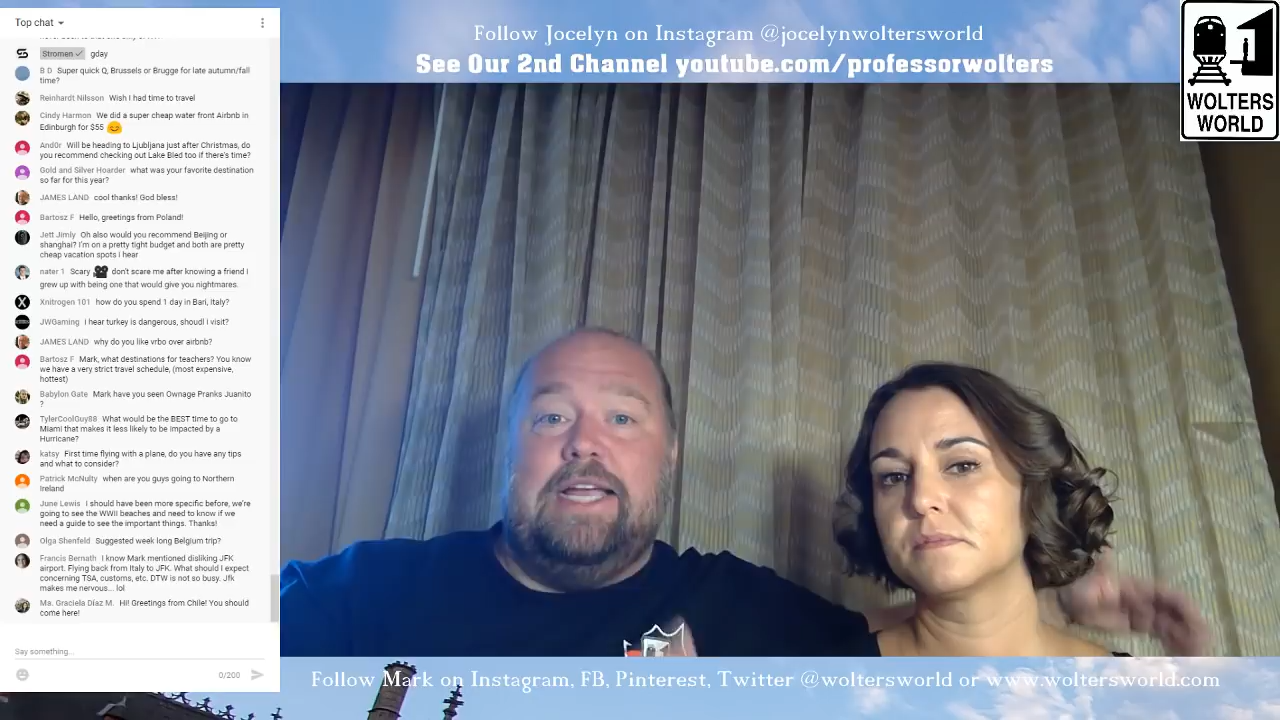 Top chat
Stromen gday
B D Super quick Q, Brussels or Brugge for late autumn/fall
time?
Reinhardt Nilsson Wish I had time to travel
Cindy Harmon We did a super cheap water front Airbnb in
Edinburgh for $55 😊
And0r Will be heading to Ljubljana just after Christmas, do
you recommend checking out Lake Bled too if there's time?
Gold and Silver Hoarder what was your favorite destination
so far for this year?
JAMES LAND cool thanks! God bless!
Bartosz F Hello, greetings from Poland!
Jett Jimly Oh also would you recommend Beijing or
shanghai? I'm on a pretty tight budget and both are pretty
cheap vacation spots i hear
nater 1 Scary 🎥 don't scare me after knowing a friend i
grew up with being one that would give you nightmares.
Xnitrogen 101 how do you spend 1 day in Bari, Italy?
JWGaming i hear turkey is dangerous, shoudl i visit?
JAMES LAND why do you like vrbo over airbnb?
Bartosz F Mark, what destinations for teachers? You know
we have a very strict travel schedule, (most expensive,
hottest)
Babylon Gate Mark have you seen Ownage Pranks Juanito
?
TylerCoolGuy88 What would be the BEST time to go to
Miami that makes it less likely to be impacted by a
Hurricane?
katsy First time flying with a plane, do you have any tips
and what to consider?
Patrick McNulty when are you guys going to Northern
Ireland
June Lewis I should have been more specific before, we're
going to see the WWII beaches and need to know if we
need a guide to see the important things. Thanks!
Olga Shenfeld Suggested week long Belgium trip?
Francis Bernath I know Mark mentioned disliking JFK
airport. Flying back from Italy to JFK. What should I expect
concerning TSA, customs, etc. DTW is not so busy. Jfk
makes me nervous... lol
Ma. Graciela Díaz M. Hi! Greetings from Chile! You should
come here!
Say something...
0/200
Follow Jocelyn on Instagram @jocelynwoltersworld
See Our 2nd Channel youtube.com/professorwolters
WOLTERS
WORLD
Follow Mark on Instagram, FB, Pinterest, Twitter @woltersworld or www.woltersworld.com